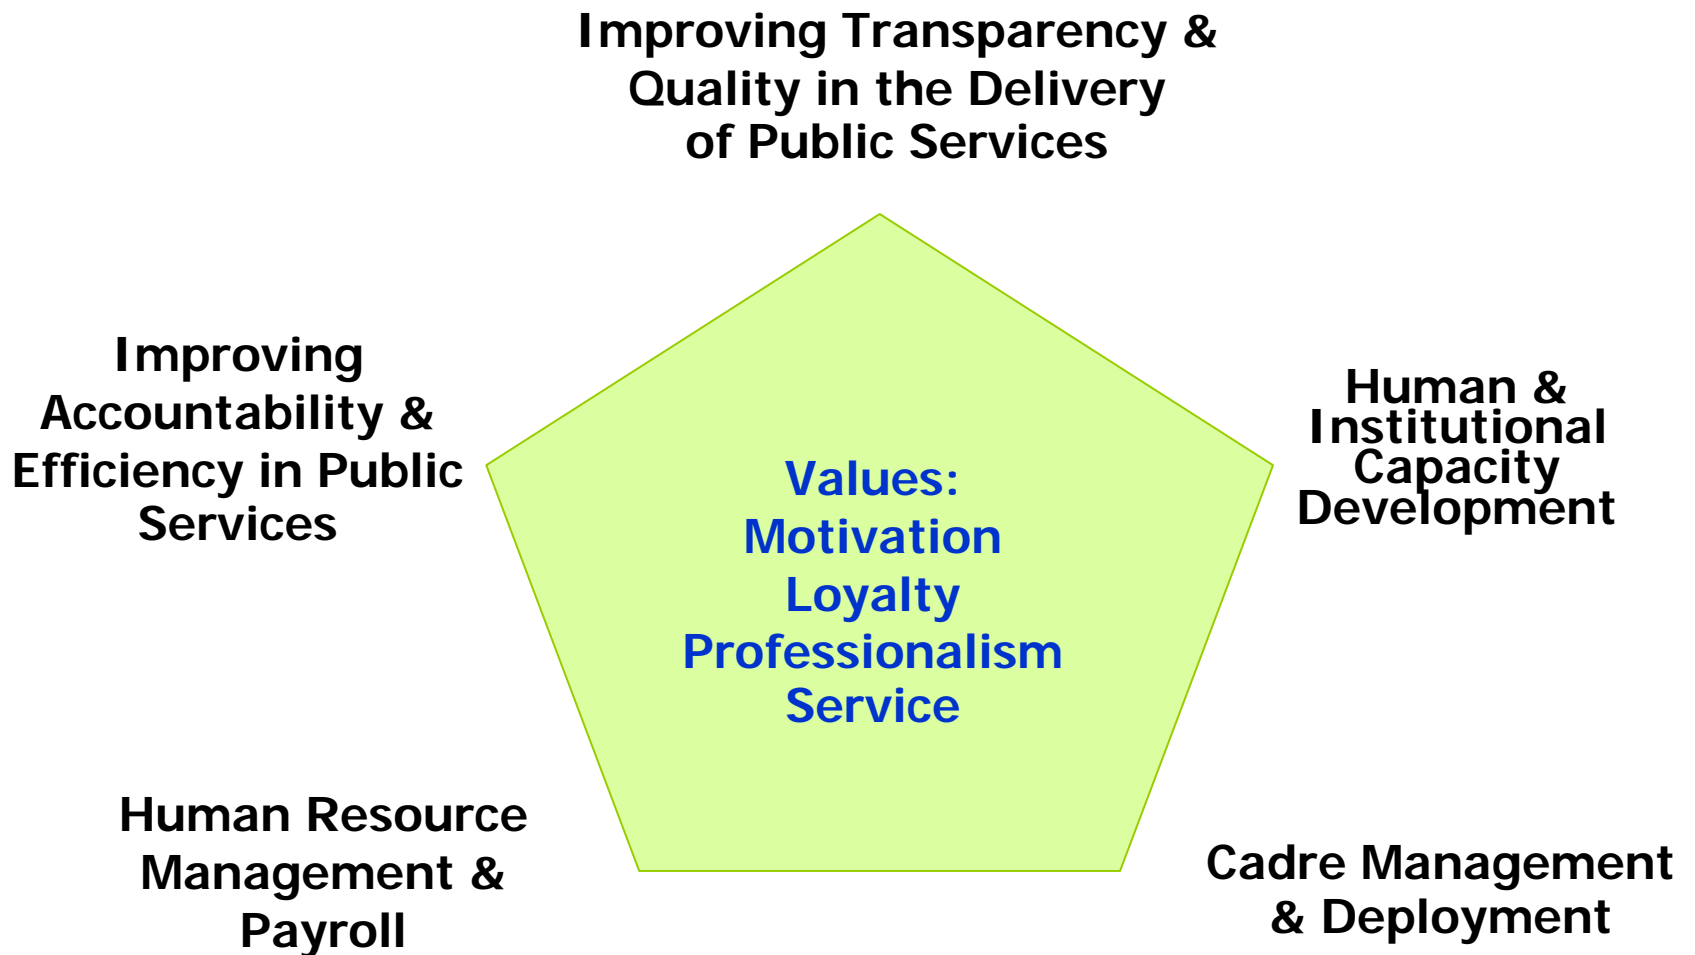 Improving Transparency &
Quality in the Delivery
of Public Services
Improving
Accountability &
Efficiency in Public
Services
Human &
Institutional
Capacity
Development
Values:
Motivation
Loyalty
Professionalism
Service
Human Resource
Management &
Payroll
Cadre Management
& Deployment